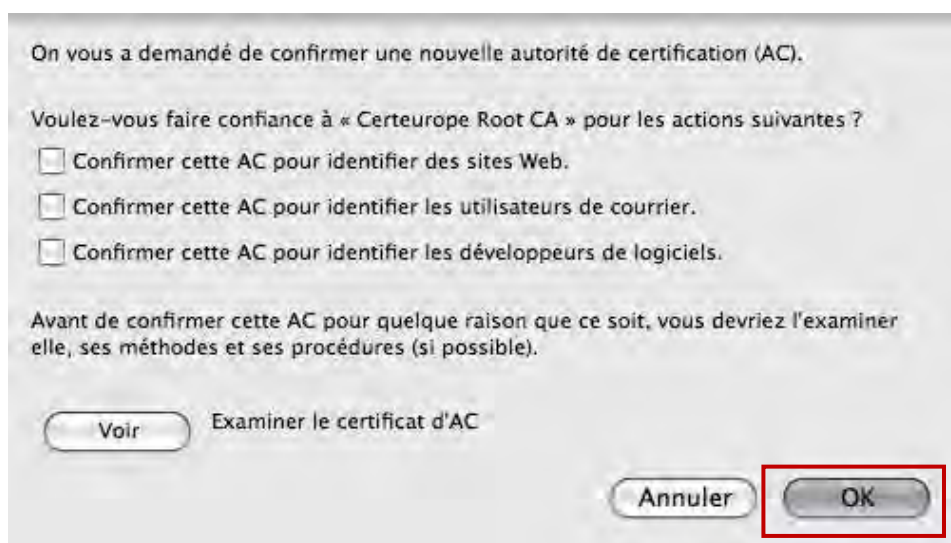 On vous a demandé de confirmer une nouvelle autorité de certification (AC).
Voulez-vous faire confiance à « Certeurope Root CA » pour les actions suivantes ?
Confirmer cette AC pour identifier des sites Web.
Confirmer cette AC pour identifier les utilisateurs de courrier.
Confirmer cette AC pour identifier les développeurs de logiciels.
Avant de confirmer cette AC pour quelque raison que ce soit, vous devriez l'examiner
elle, ses méthodes et ses procédures (si possible).
Voir Examiner le certificat d'AC
Annuler OK